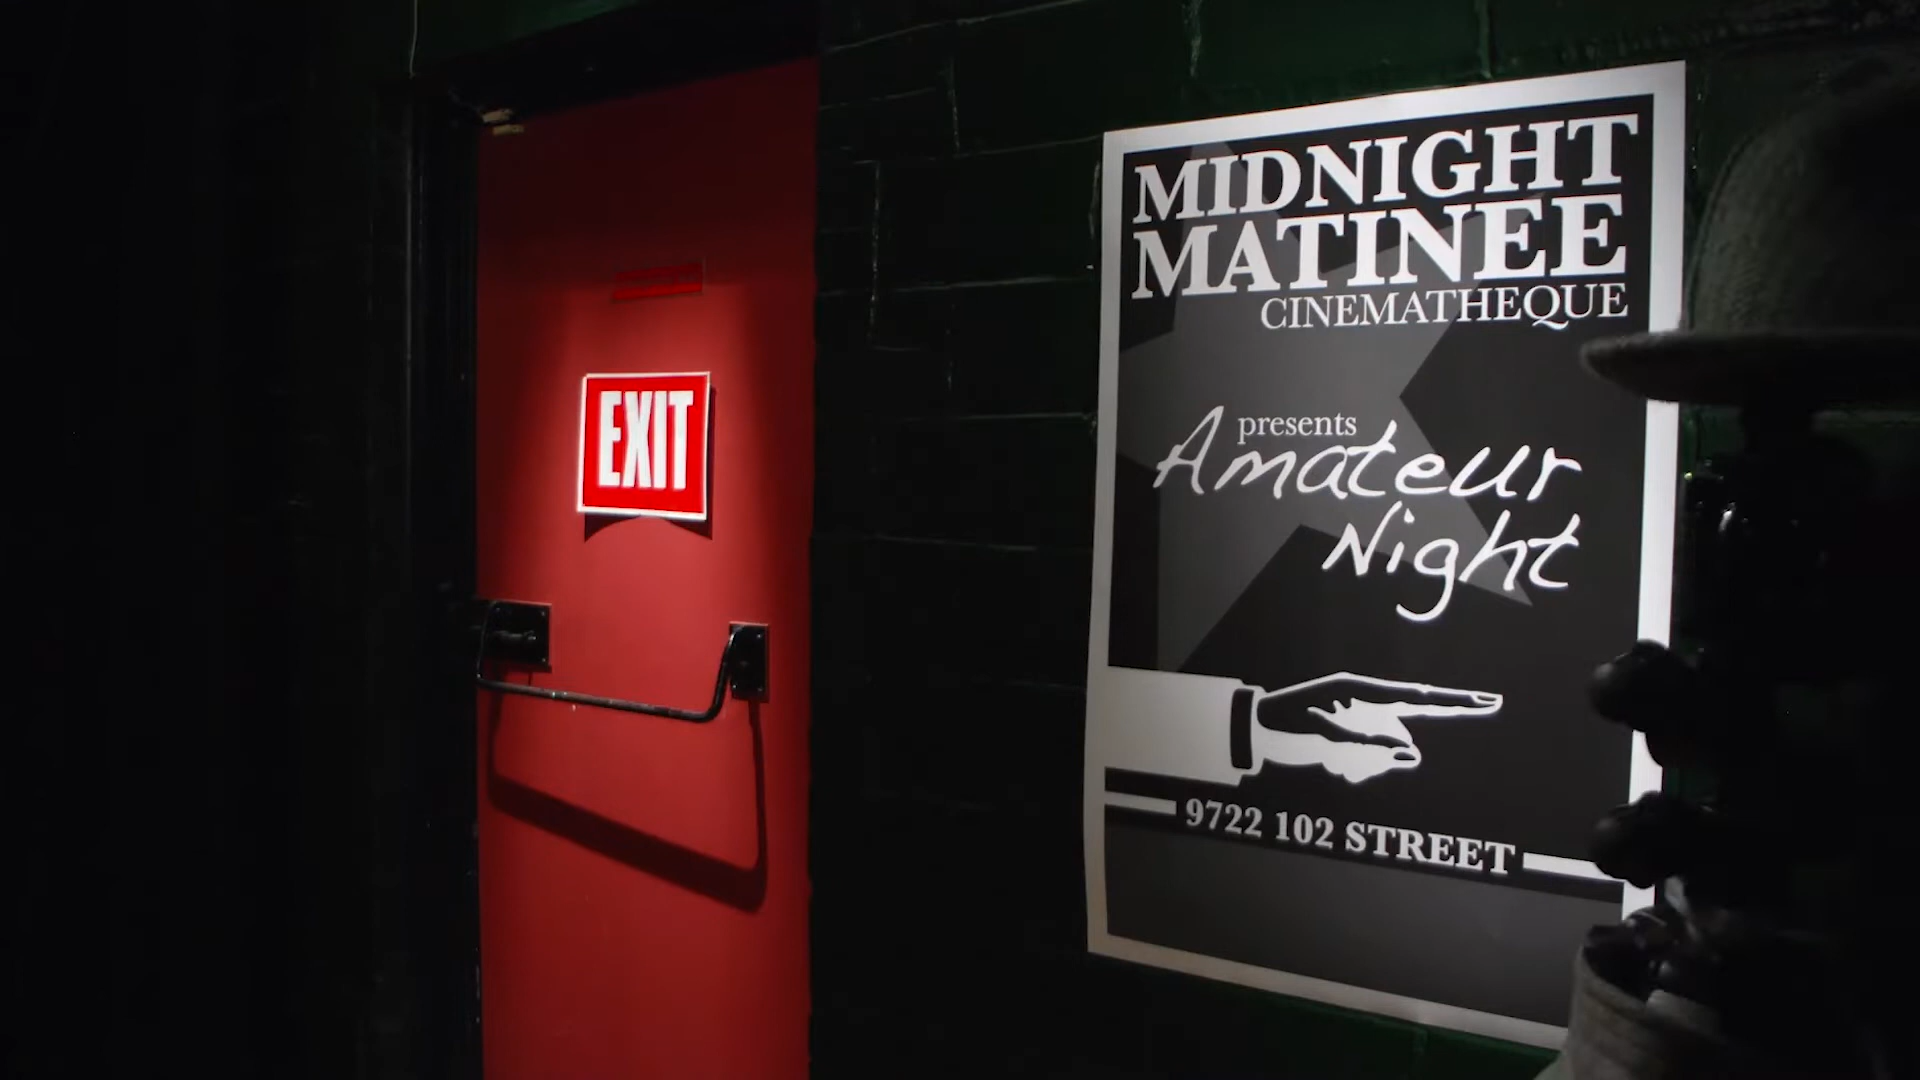 EXIT
MIDNIGHT
MATINEE
CINEMATHEQUE
presents
Amateur
Night
9722 102 STREET